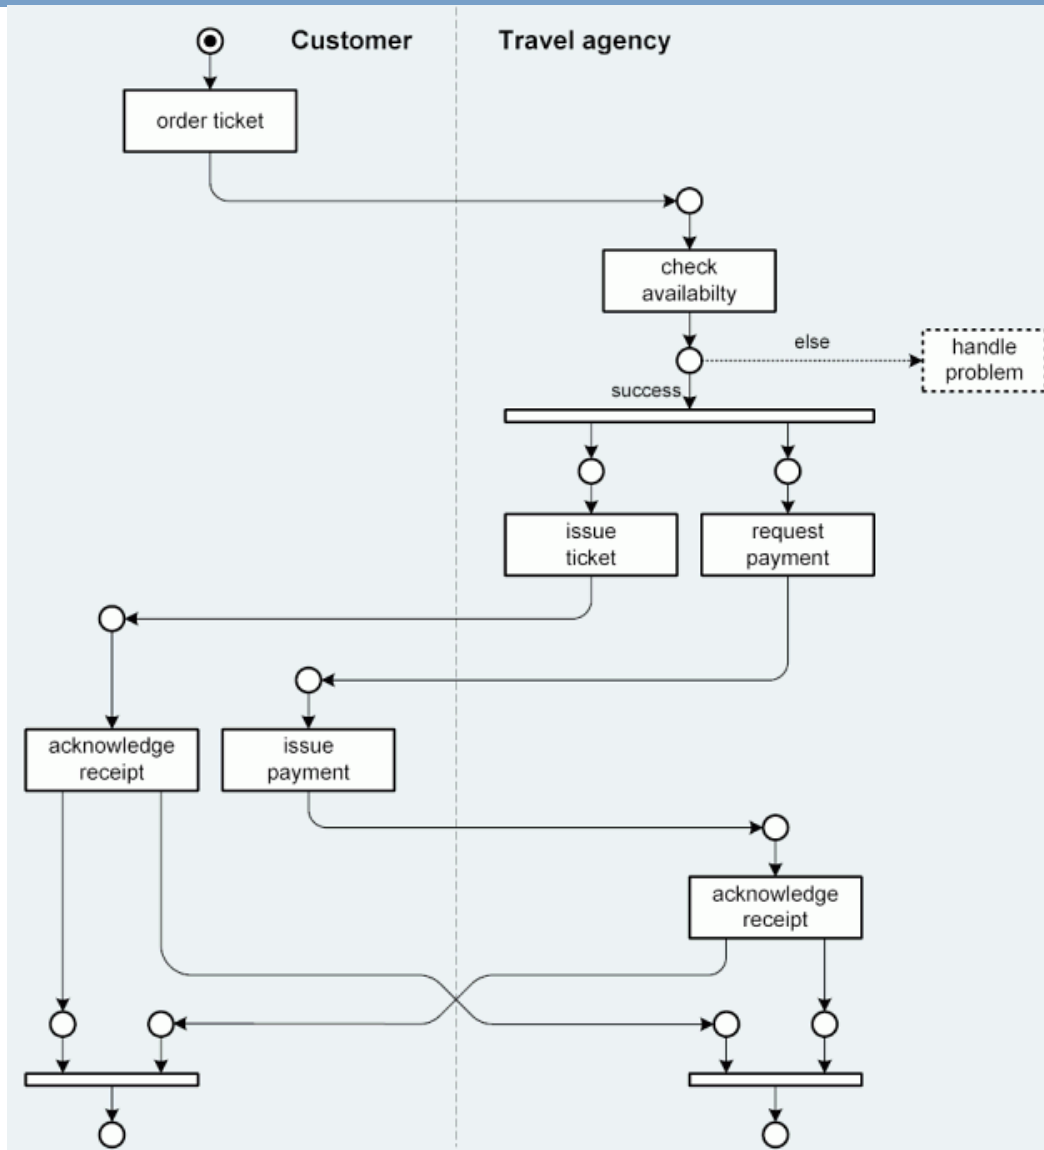 Customer
Travel agency
order ticket
check
availabilty
else
handle
problem
success
issue
ticket
request
payment
acknowledge
receipt
issue
payment
acknowledge
receipt